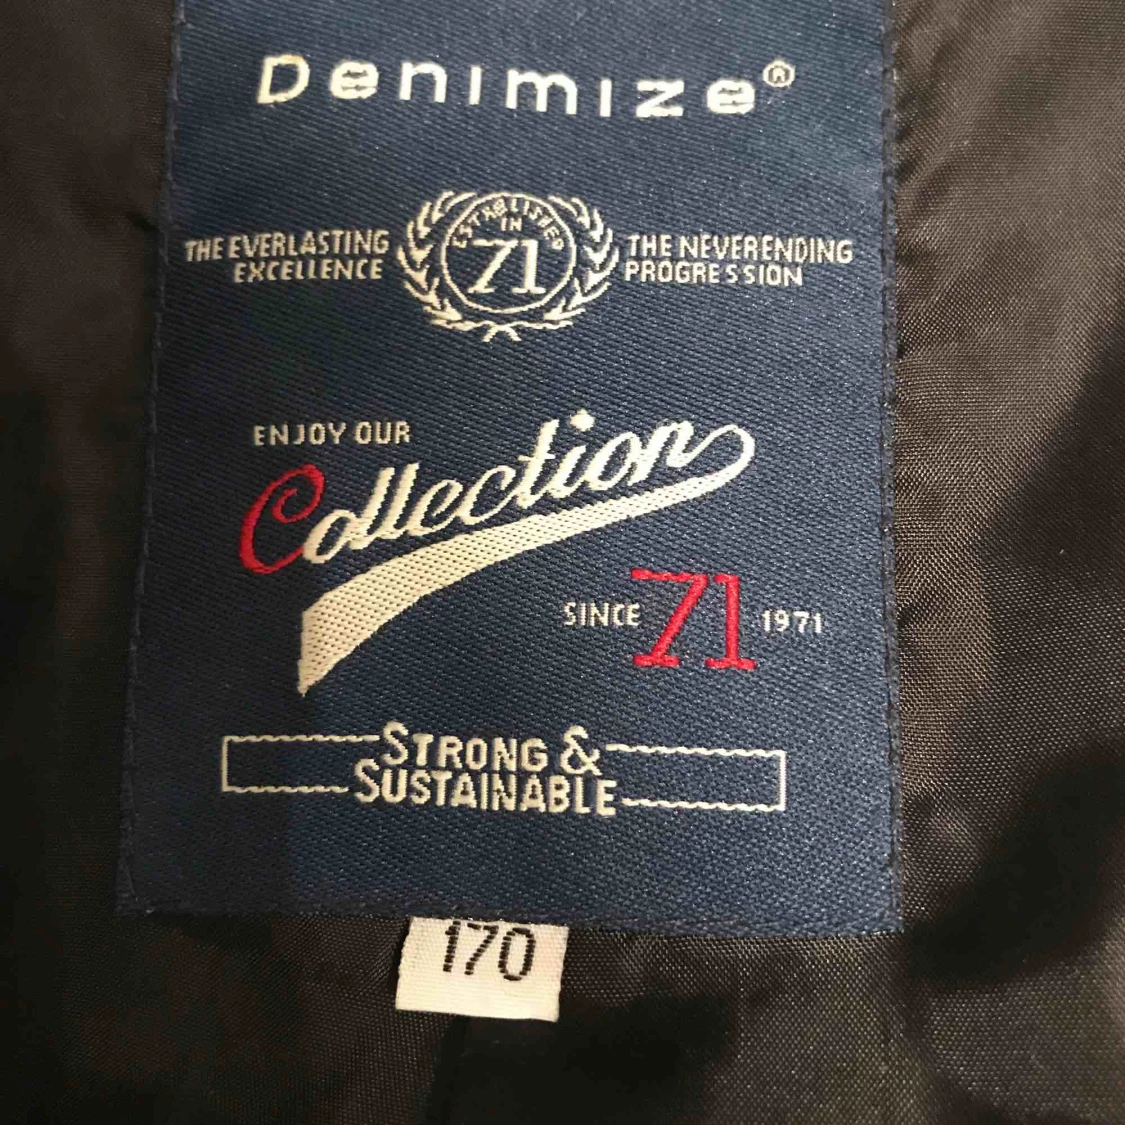 Denimize®
THE EVERLASTING
EXCELLENCE
ESTABLISHED
IN
71
THE NEVERENDING
PROGRESSION
ENJOY OUR
Collection
SINCE 71 1971
STRONG &
SUSTAINABLE
170